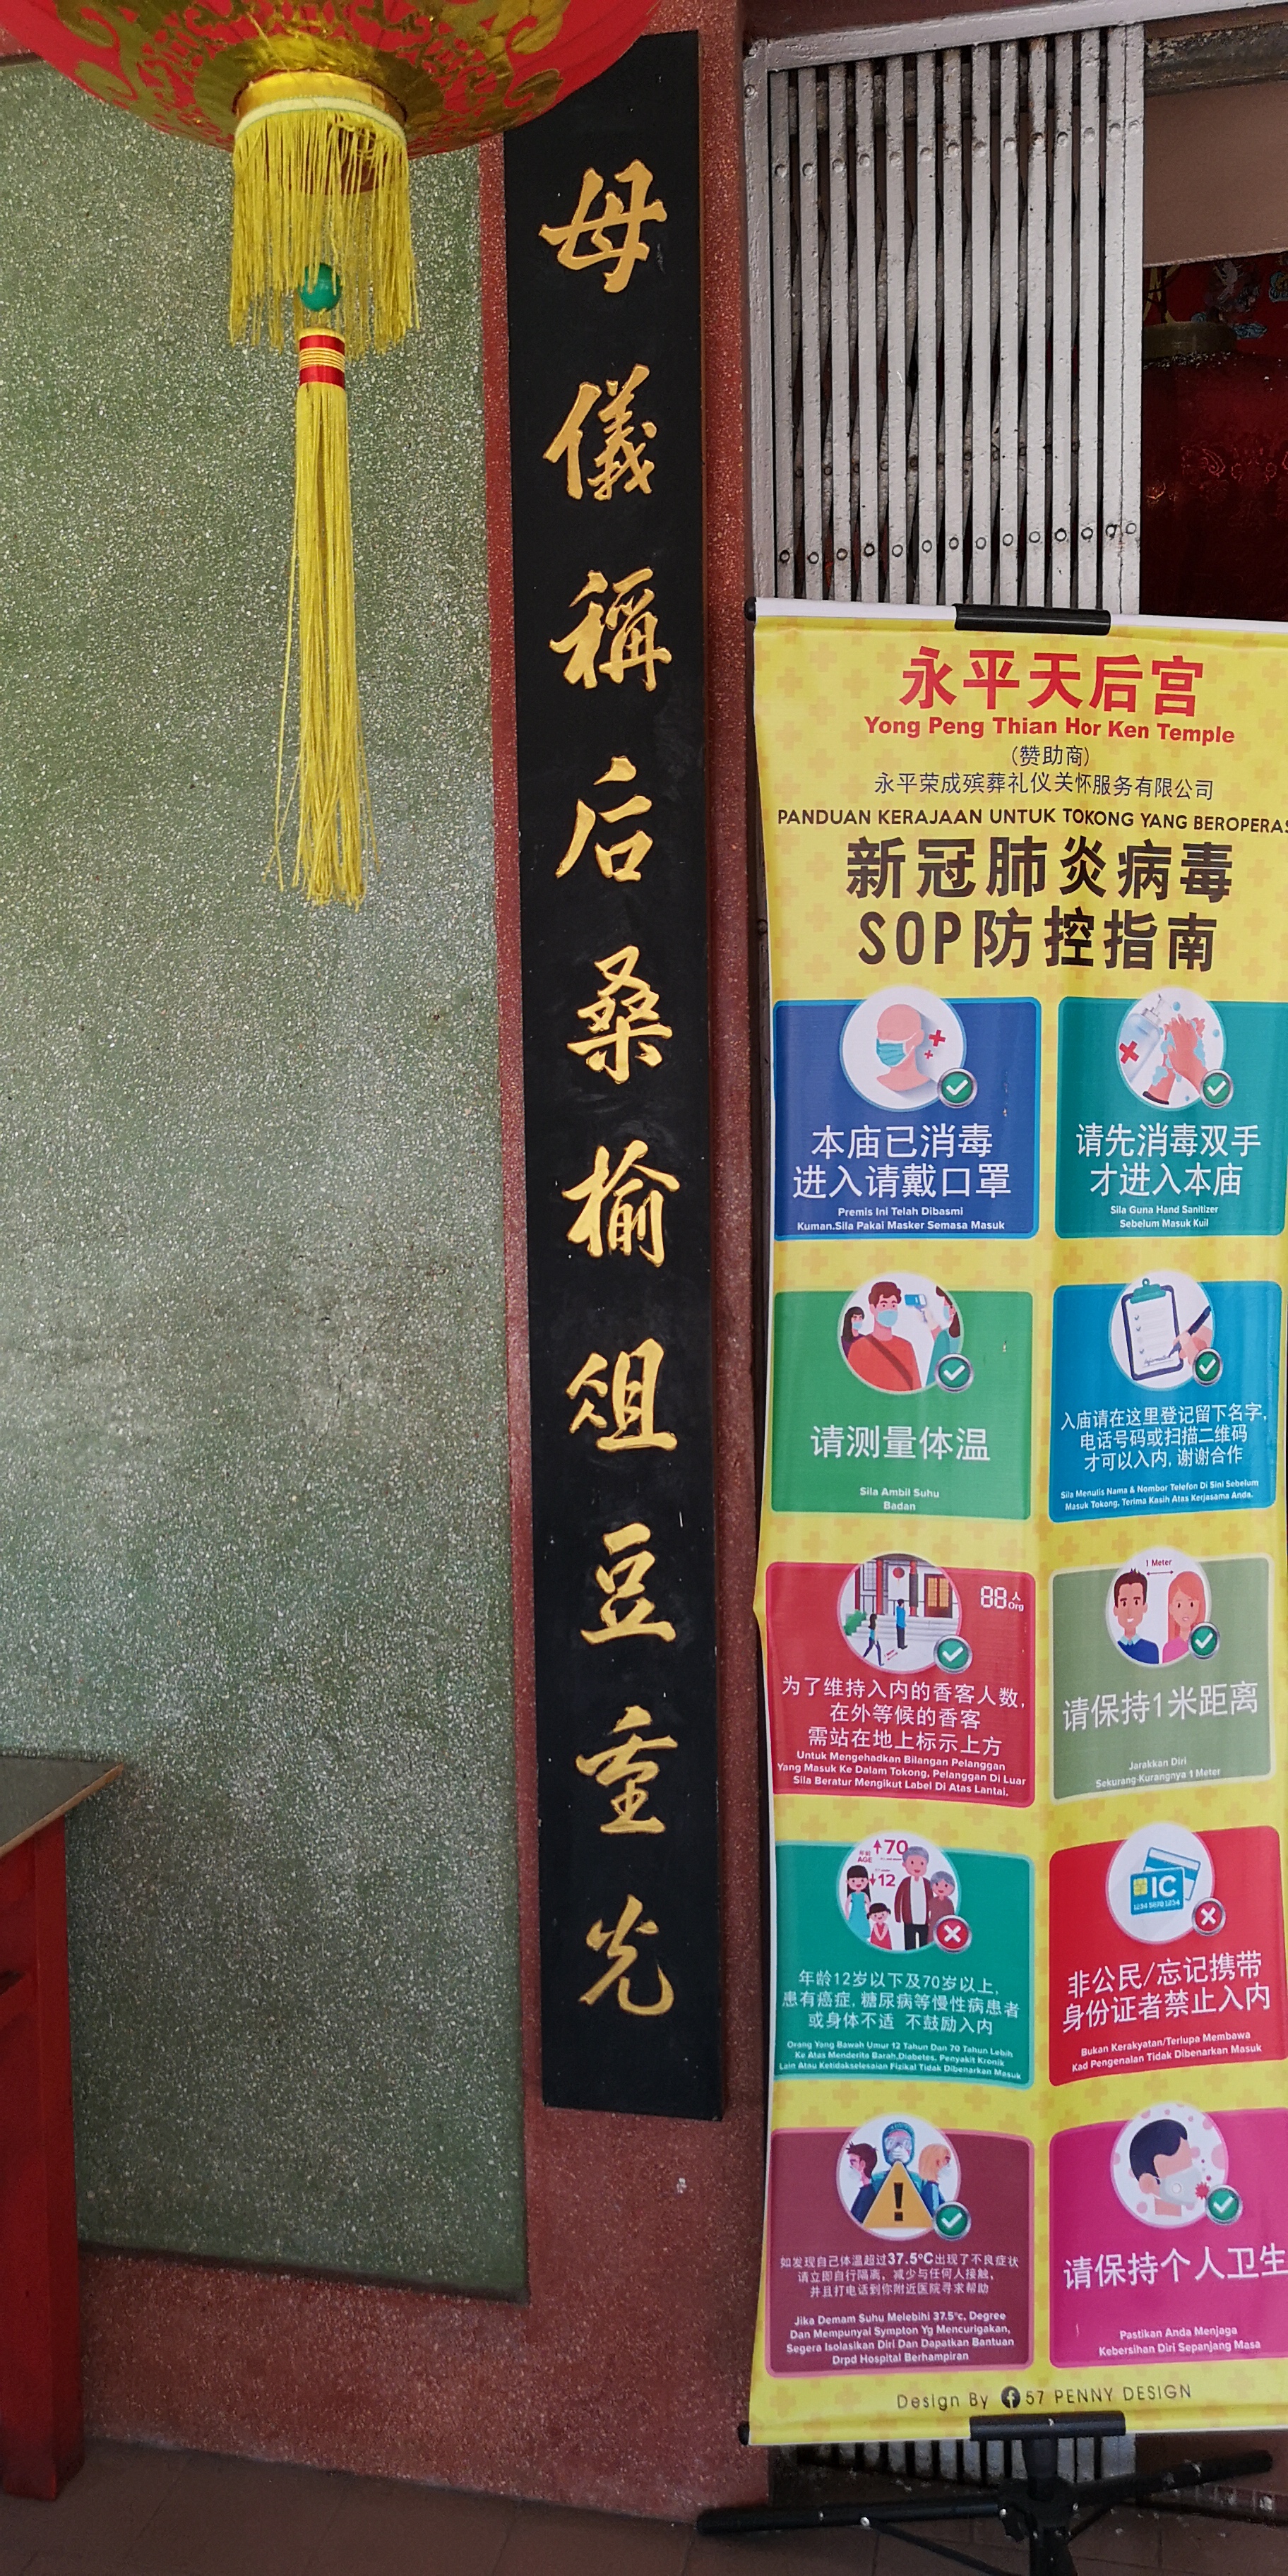 母儀稱后桑榆俎豆重光
永平天后宫
Yong Peng Thian Hor Ken Temple
(赞助商)
永平荣成殡葬礼仪关怀服务有限公司
PANDUAN KERAJAAN UNTUK TOKONG YANG BEROPERAS
新冠肺炎病毒
SOP防控指南
本庙已消毒
进入请戴口罩
Premis Ini Telah Dibasmi
Kuman.Sila Pakai Masker Semasa Masuk
请先消毒双手
才进入本庙
Sila Guna Hand Sanitizer
Sebelum Masuk Kuil
请测量体温
Sila Ambil Suhu
Badan
入庙请在这里登记留下名字,
电话号码或扫描二维码
才可以入内, 谢谢合作
Sila Menulis Nama & Nombor Telefon Di Sini Sebelum
Masuk Tokong, Terima Kasih Atas Kerjasama Anda.
88人
Org
为了维持入内的香客人数,
在外等候的香客
需站在地上标示上方
Untuk Mengehadkan Bilangan Pelanggan
Yang Masuk Ke Dalam Tokong, Pelanggan Di Luar
Sila Beratur Mengikut Label Di Atas Lantai.
1 Meter
请保持1米距离
Jarakkan Diri
Sekurang-Kurangnya 1 Meter
年龄
AGE
70
12
年龄12岁以下及70岁以上,
患有癌症, 糖尿病等慢性病患者
或身体不适 不鼓励入内
Orang Yang Bawah Umur 12 Tahun Dan 70 Tahun Lebih
Ke Atas Menderita Barah,Diabetes, Penyakit Kronik
Lain Atau Ketidakselesaian Fizikal Tidak Dibenarkan Masuk
IC
1234 5678 1234
非公民/忘记携带
身份证者禁止入内
Bukan Kerakyatan/Terlupa Membawa
Kad Pengenalan Tidak Dibenarkan Masuk
如发现自己体温超过37.5°C出现了不良症状
请立即自行隔离, 减少与任何人接触,
并且打电话到你附近医院寻求帮助
Jika Demam Suhu Melebihi 37.5°c, Degree
Dan Mempunyai Sympton Yg Mencurigakan,
Segera Isolasikan Diri Dan Dapatkan Bantuan
Drpd Hospital Berhampiran
请保持个人卫生
Pastikan Anda Menjaga
Kebersihan Diri Sepanjang Masa
Design By f 57 PENNY DESIGN